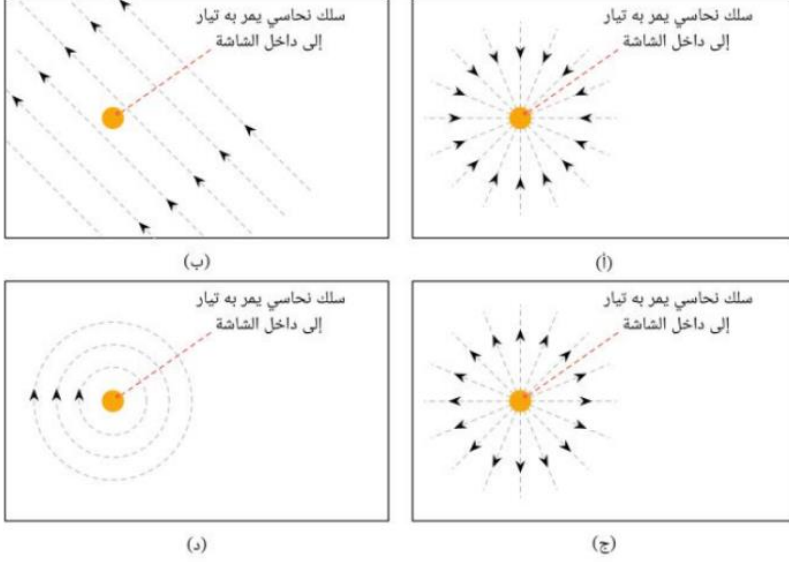 سلك نحاسي يمر به تيار
إلى داخل الشاشة
(أ)
سلك نحاسي يمر به تيار
إلى داخل الشاشة
(ب)
سلك نحاسي يمر به تيار
إلى داخل الشاشة
(ج)
سلك نحاسي يمر به تيار
إلى داخل الشاشة
(د)